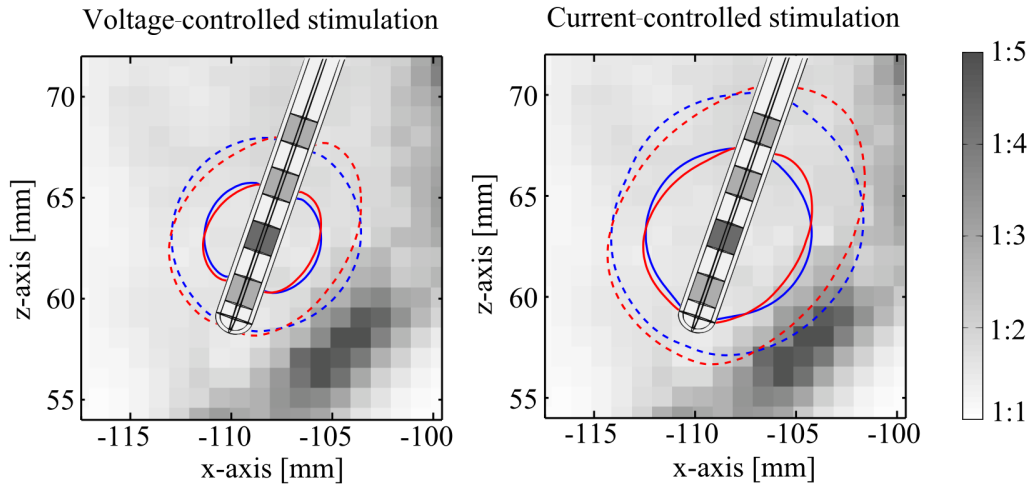 Voltage-controlled stimulation
Current-controlled stimulation
70
65
60
55
z-axis [mm]
-115 -110 -105 -100
x-axis [mm]
70
65
60
55
z-axis [mm]
-115 -110 -105 -100
x-axis [mm]
1:5
1:4
1:3
1:2
1:1